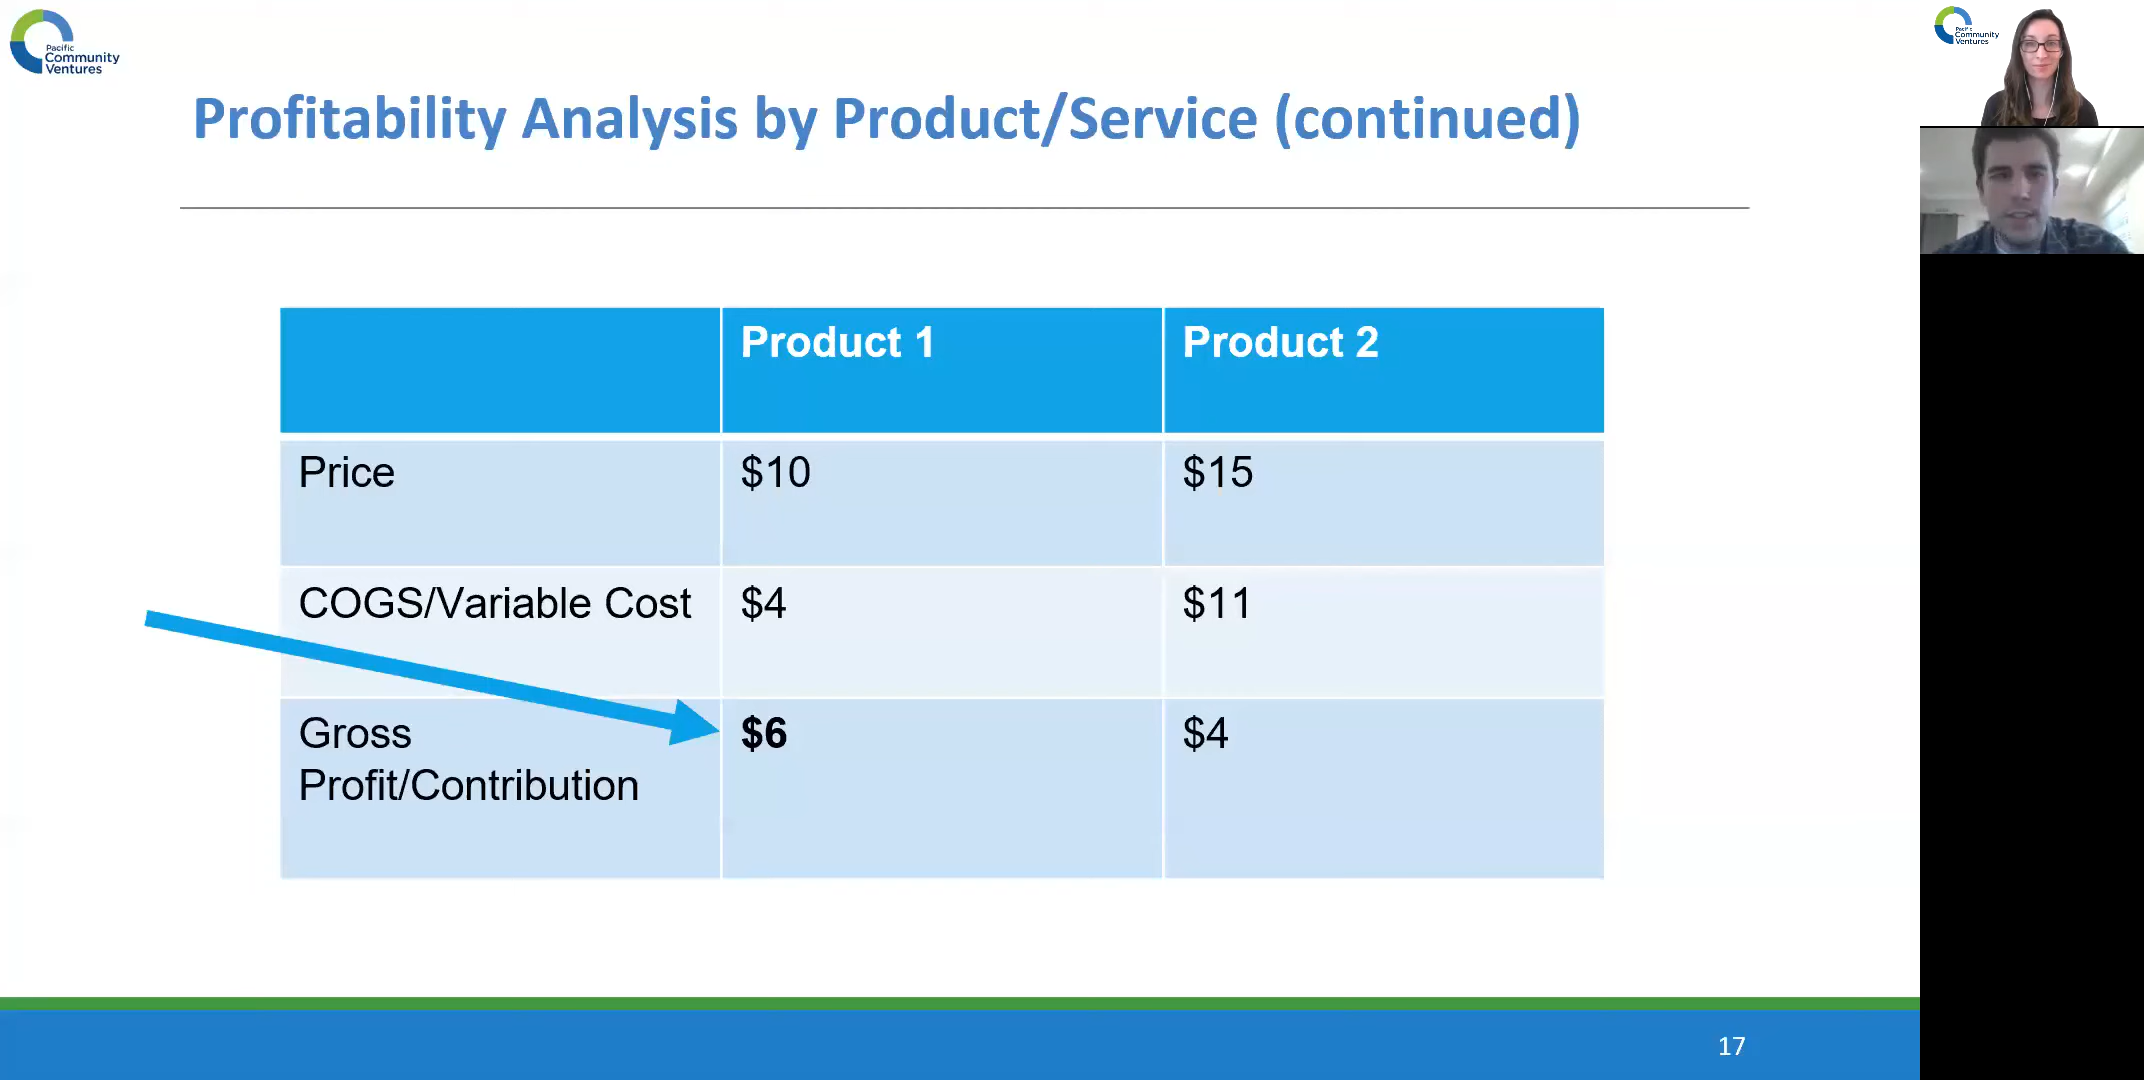 Pacific
Community
Ventures
Pacific
Community
Ventures
Profitability Analysis by Product/Service (continued)
Product 1
Product 2
Price
$10
$15
COGS/Variable Cost
$4
$11
Gross
Profit/Contribution
$6
$4
17